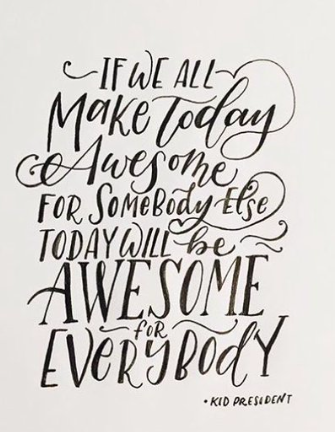 IF WE ALL
Make Today
Awesome
FOR SOMEBODY Else
TODAY WILL be
AWESOME
for
EVERYBODY
• KID PRESIDENT